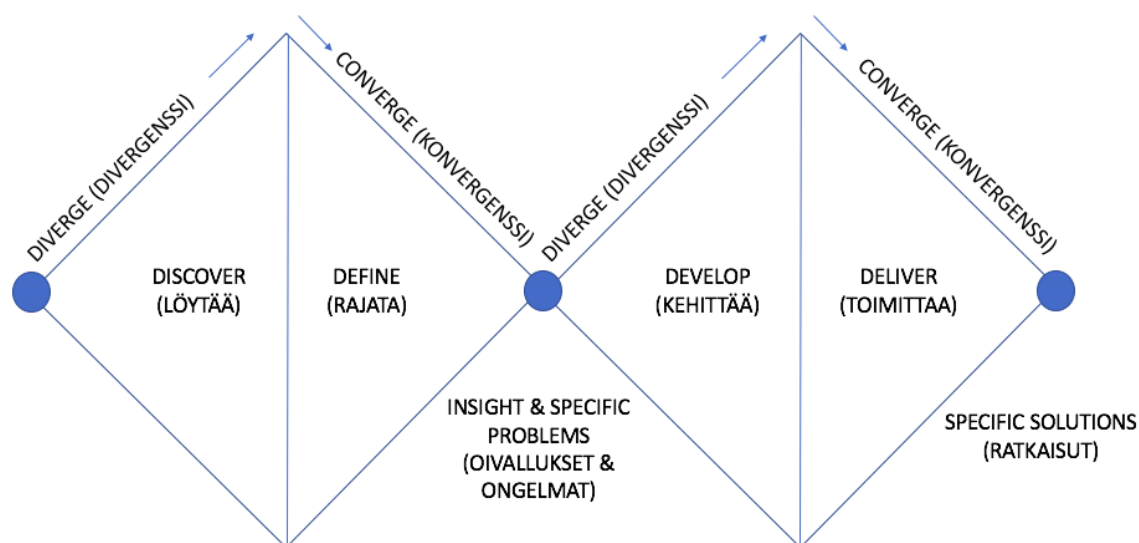 DIVERGE (DIVERGENSSI)
CONVERGE (KONVERGENSSI)
DIVERGE (DIVERGENSSI)
CONVERGE (KONVERGENSSI)
DISCOVER
(LÖYTÄÄ)
DEFINE
(RAJATA)
DEVELOP
(KEHITTÄÄ)
DELIVER
(TOIMITTAA)
INSIGHT & SPECIFIC
PROBLEMS
(OIVALLUKSET &
ONGELMAT)
SPECIFIC SOLUTIONS
(RATKAISUT)